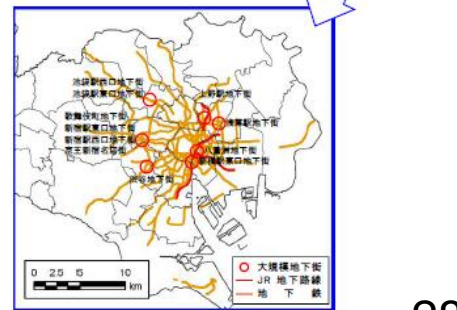 池袋駅西口地下街
池袋駅東口地下街
上野駅地下街
歌舞伎町地下街
浅草駅地下街
新宿駅東口地下街
新宿駅西口地下街
八重洲地下街
京王新宿名店街
新橋駅東口地下街
渋谷地下街
0 2.5 5 10
km
大規模地下街
JR 地下路線
地下鉄